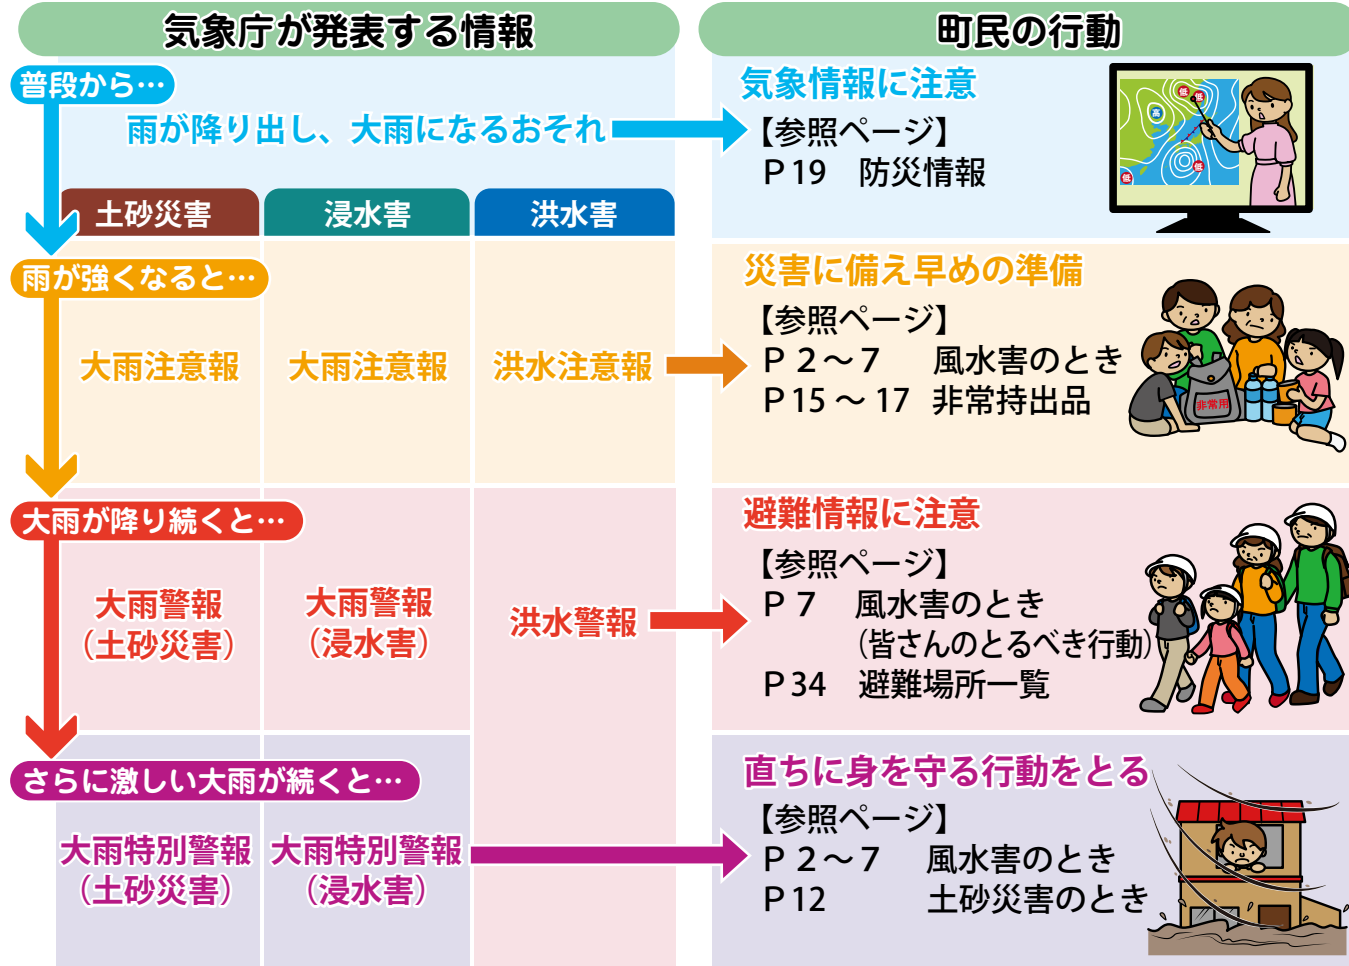 気象庁が発表する情報
町民の行動
普段から…
雨が降り出し、大雨になるおそれ
気象情報に注意
【参照ページ】
P 19 防災情報
低
低
高
低
低
土砂災害
浸水害
洪水害
雨が強くなると…
大雨注意報
大雨注意報
洪水注意報
災害に備え早めの準備
【参照ページ】
P 2～7 風水害のとき
P 15 ～ 17 非常持出品
非常用
大雨が降り続くと…
大雨警報
（土砂災害）
大雨警報
（浸水害）
洪水警報
避難情報に注意
【参照ページ】
P 7 風水害のとき
（皆さんのとるべき行動）
P 34 避難場所一覧
さらに激しい大雨が続くと…
大雨特別警報
（土砂災害）
大雨特別警報
（浸水害）
直ちに身を守る行動をとる
【参照ページ】
P 2～7 風水害のとき
P 12 土砂災害のとき